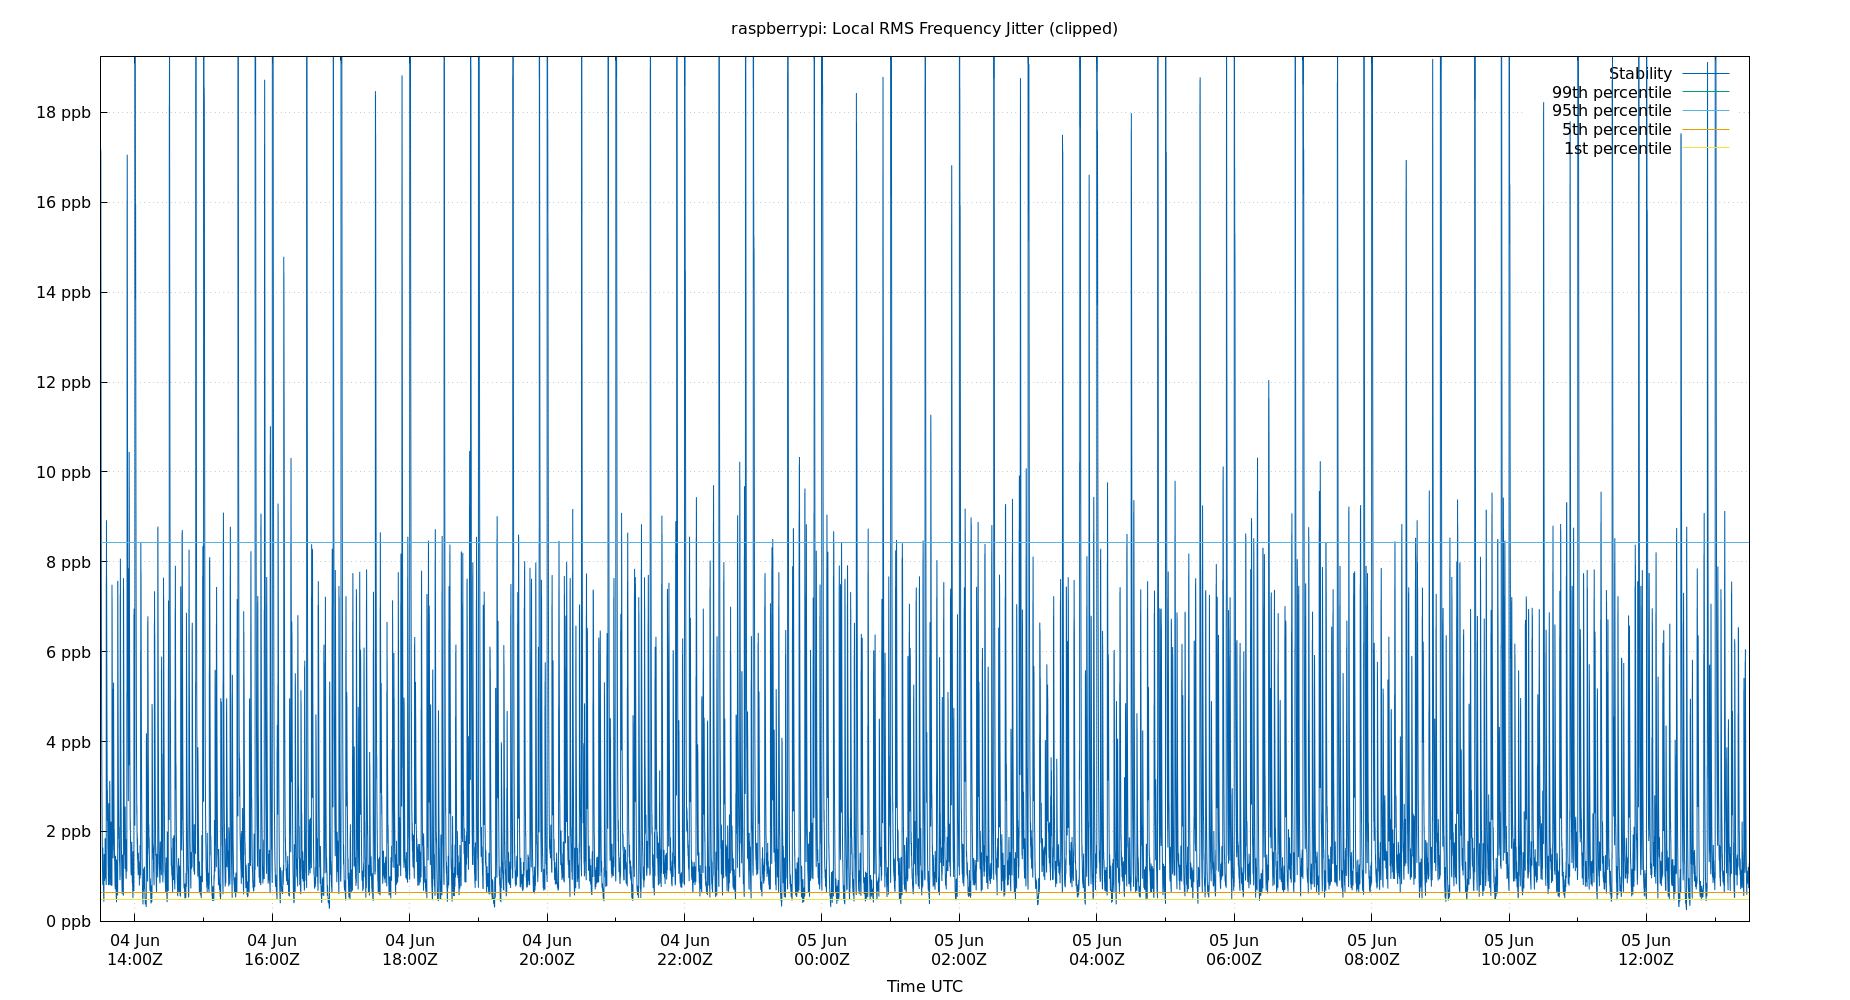 raspberrypi: Local RMS Frequency Jitter (clipped)
Stability
99th percentile
95th percentile
5th percentile
1st percentile
18 ppb
16 ppb
14 ppb
12 ppb
10 ppb
8 ppb
6 ppb
4 ppb
2 ppb
0 ppb
04 Jun 04 Jun 04 Jun 04 Jun 04 Jun 05 Jun 05 Jun 05 Jun 05 Jun 05 Jun 05 Jun 05 Jun
14:00Z 16:00Z 18:00Z 20:00Z 22:00Z 00:00Z 02:00Z 04:00Z 06:00Z 08:00Z 10:00Z 12:00Z
Time UTC